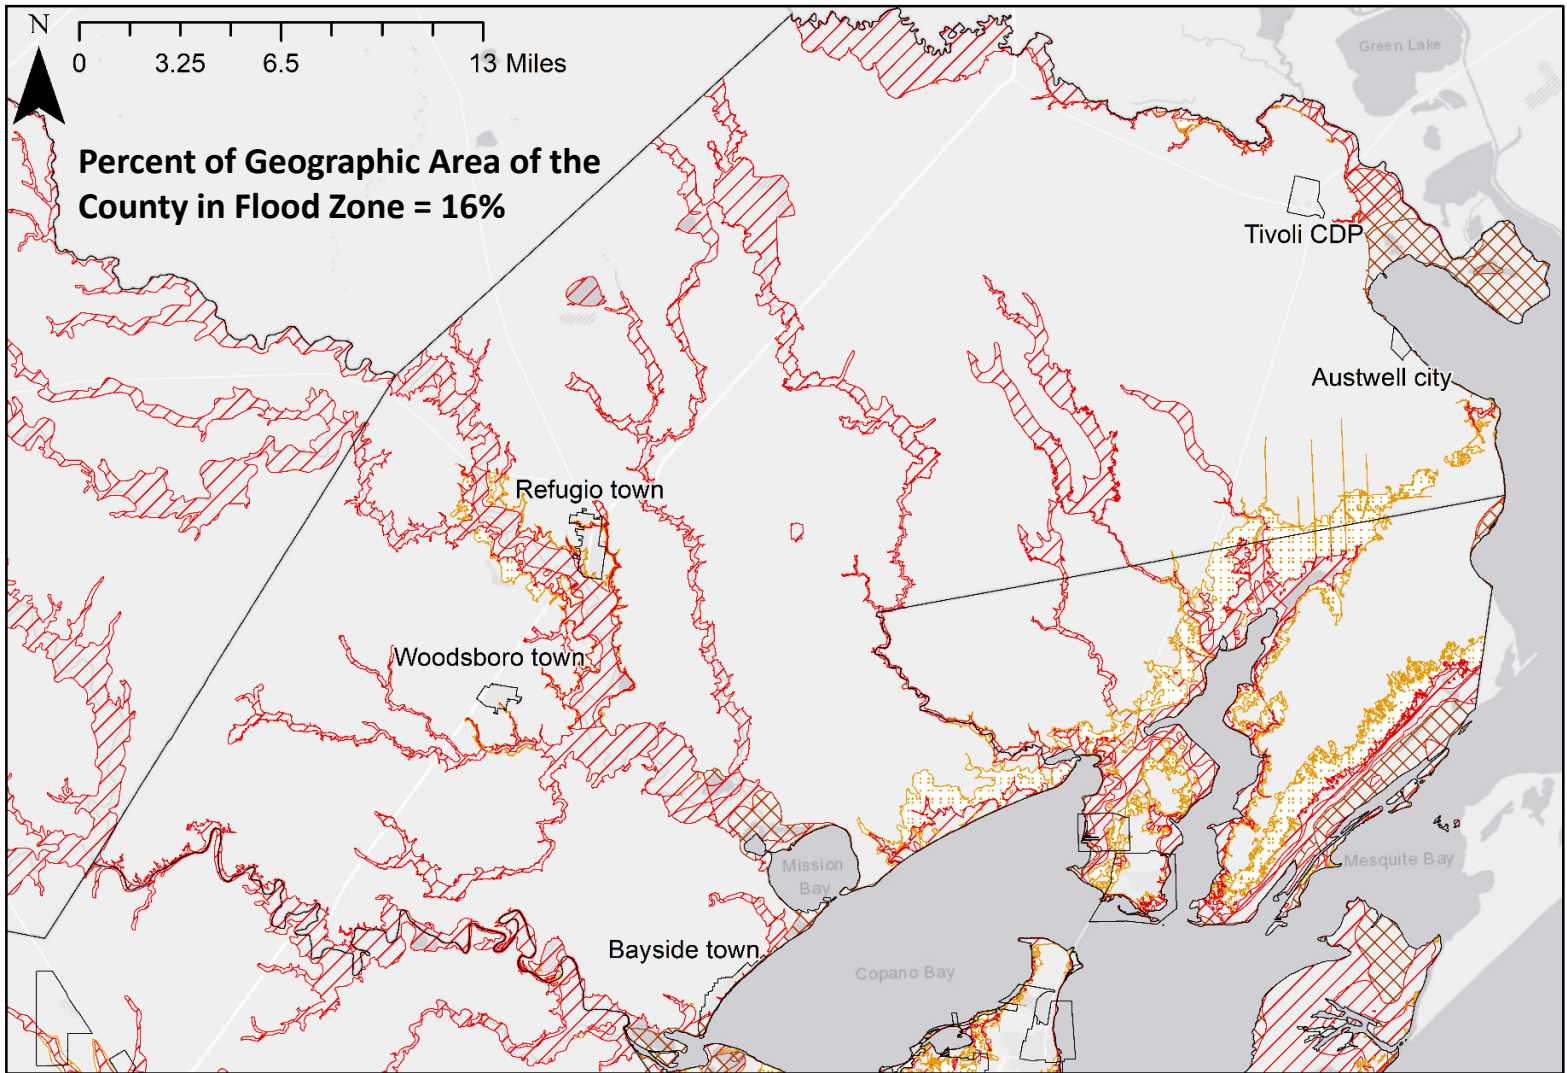 N
0 3.25 6.5 13 Miles
Green Lake
Percent of Geographic Area of the
County in Flood Zone = 16%
Tivoli CDP
Austwell city
Refugio town
Woodsboro town
Mission
Bay
Mesquite Bay
Bayside town
Copano Bay